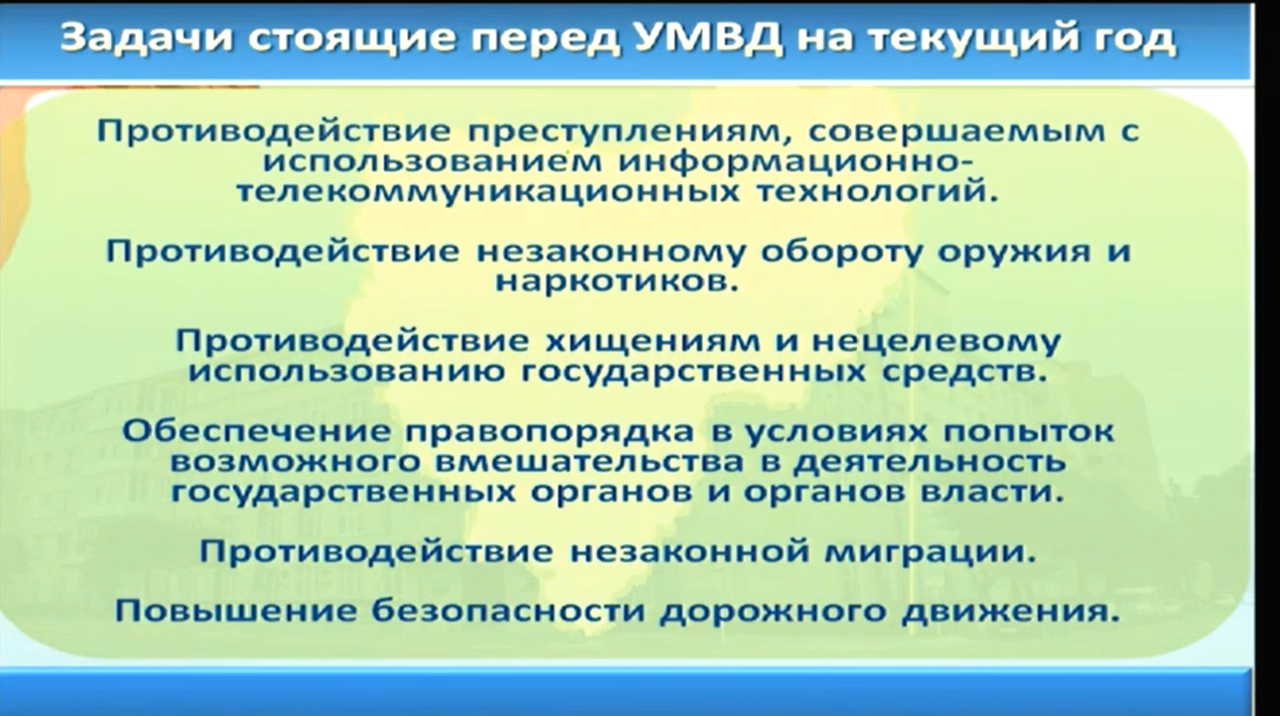 Задачи стоящие перед УМВД на текущий год
Противодействие преступлениям, совершаемым с
использованием информационно-
телекоммуникационных технологий.
Противодействие незаконному обороту оружия и
наркотиков.
Противодействие хищениям и нецелевому
использованию государственных средств.
Обеспечение правопорядка в условиях попыток
возможного вмешательства в деятельность
государственных органов и органов власти.
Противодействие незаконной миграции.
Повышение безопасности дорожного движения.